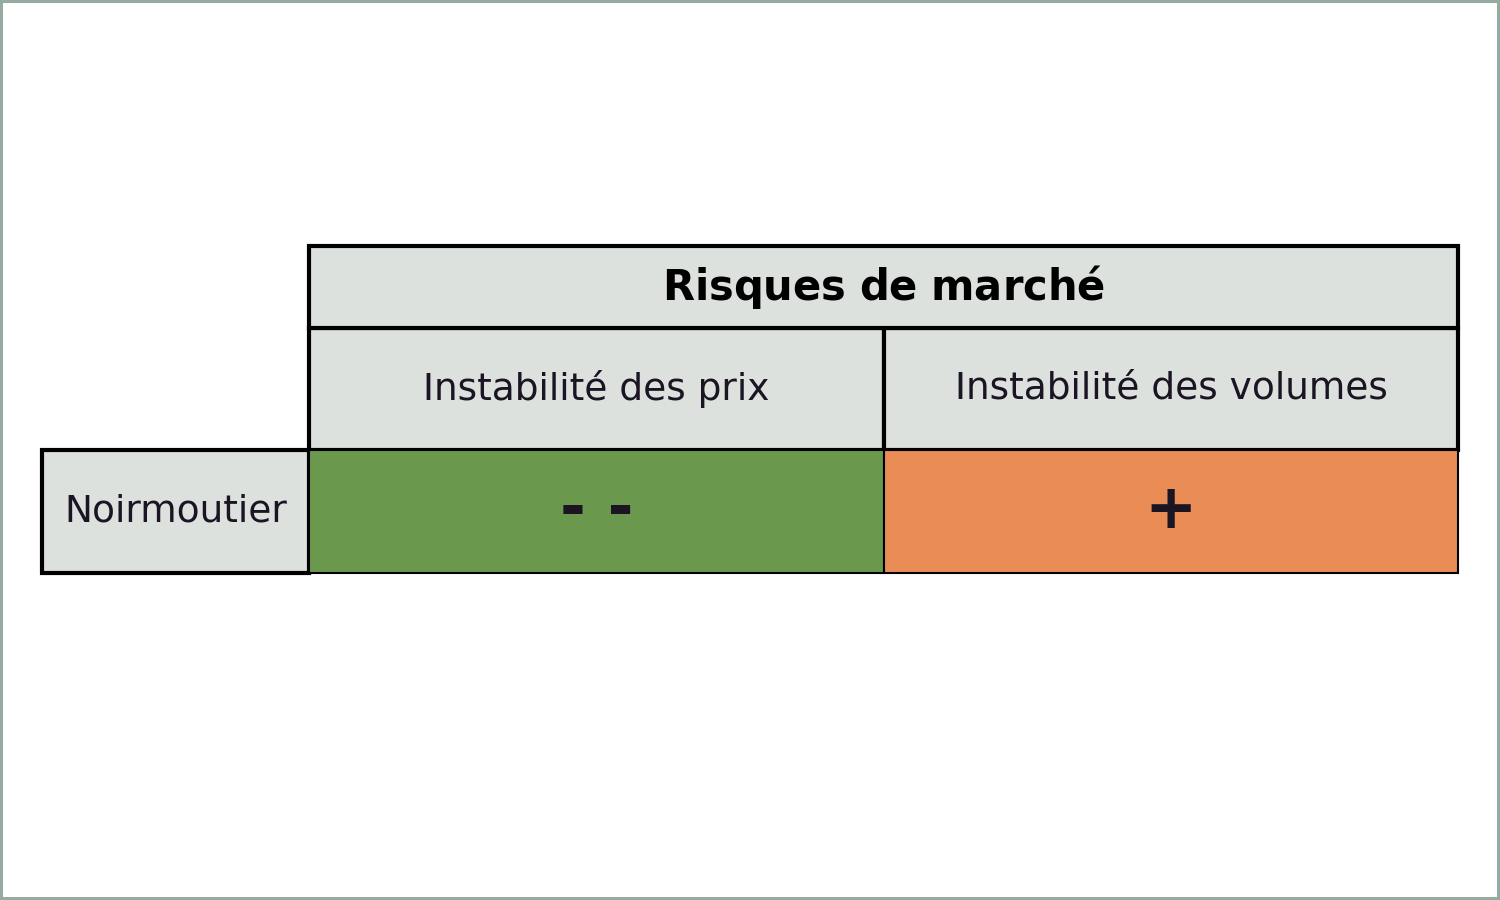 Risques de marché
Instabilité des prix
Instabilité des volumes
Noirmoutier
- -
+